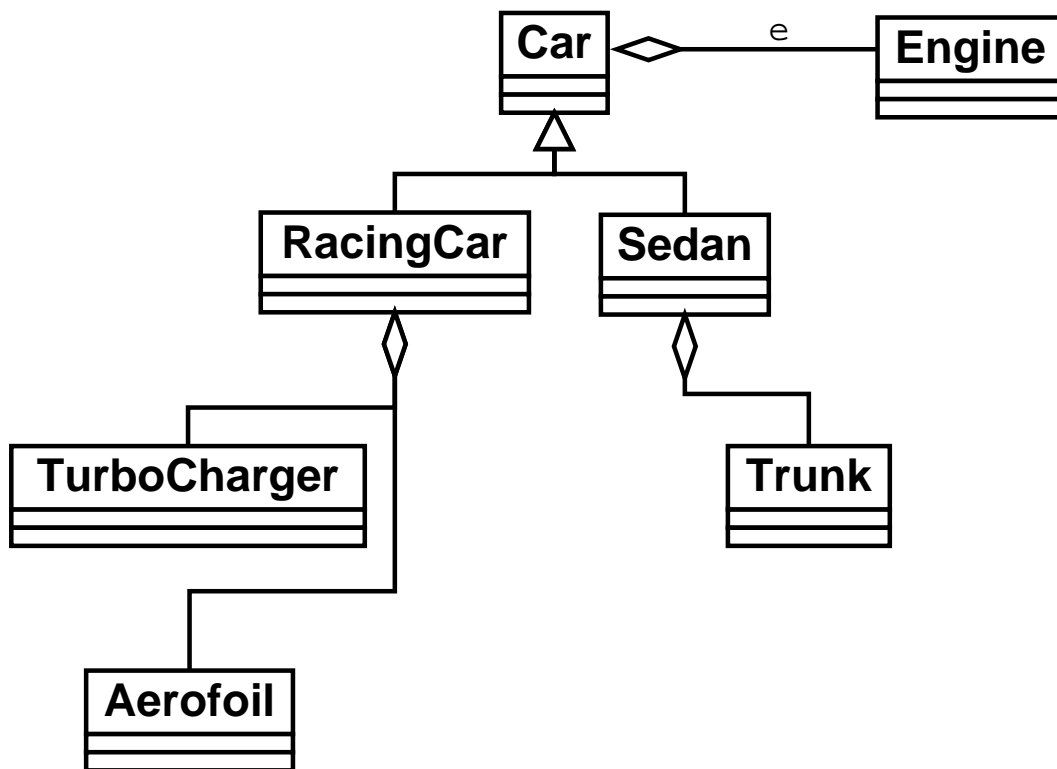 Car
e
Engine
RacingCar
Sedan
TurboCharger
Trunk
Aerofoil